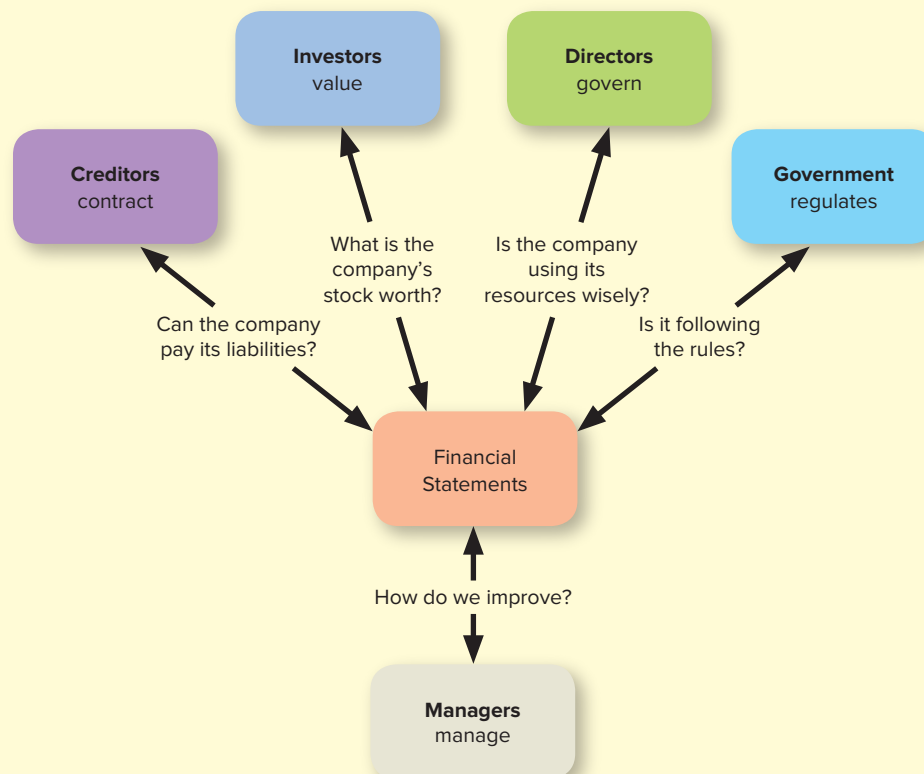 Investors
value
Directors
govern
Creditors
contract
Government
regulates
What is the
company’s
stock worth?
Is the company
using its
resources wisely?
Can the company
pay its liabilities?
Is it following
the rules?
Financial
Statements
How do we improve?
Managers
manage